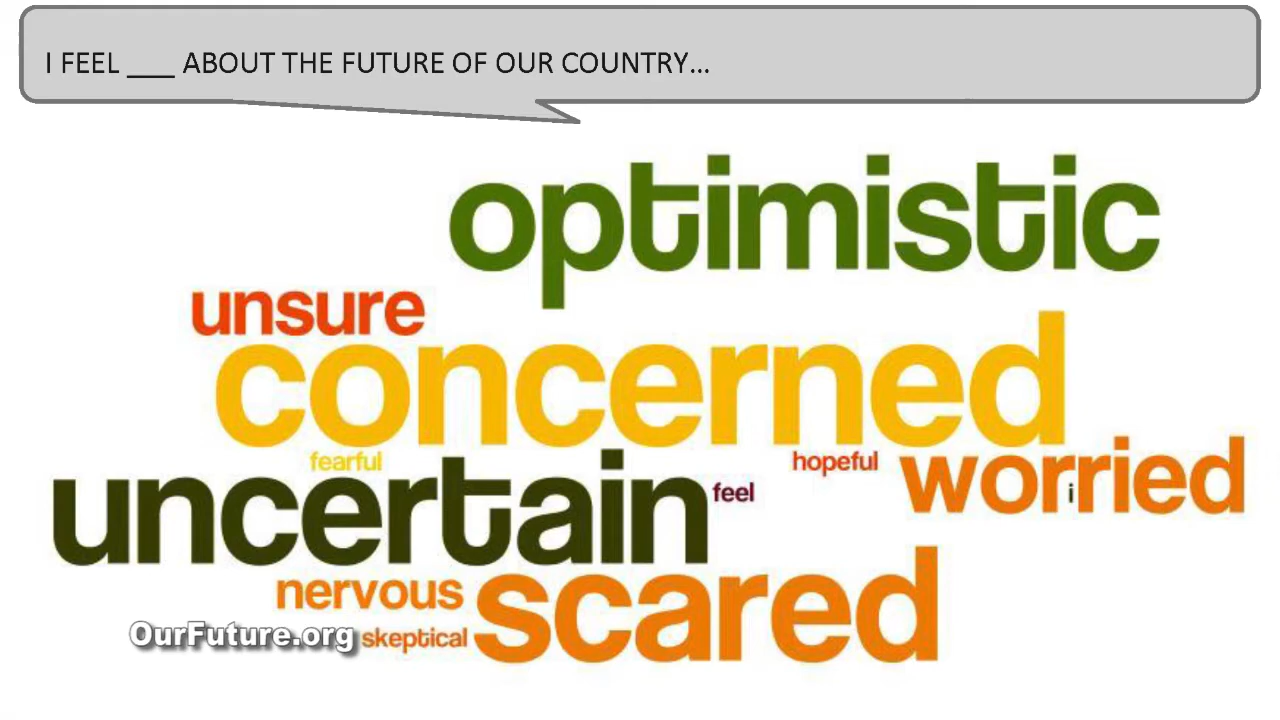 I FEEL ___ ABOUT THE FUTURE OF OUR COUNTRY...
optimistic
unsure
concerned
fearful
hopeful
worried
uncertain
feel
i
nervous
scared
OurFuture.org
skeptical